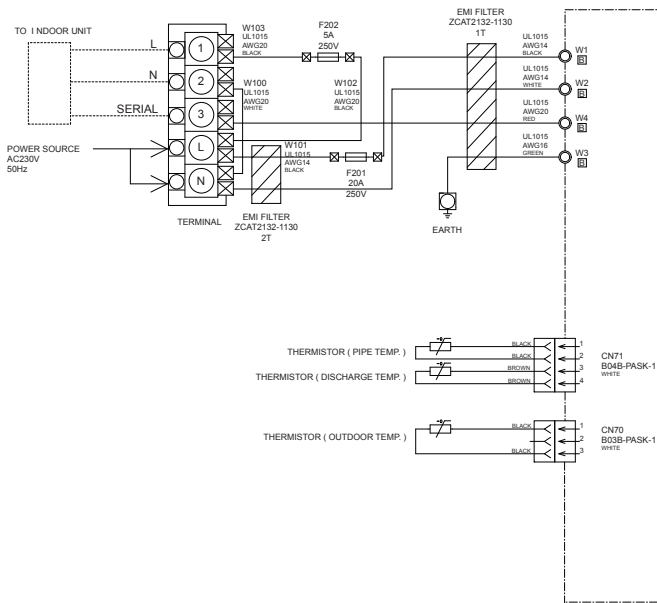 TO I NDOOR UNIT
L
N
SERIAL
POWER SOURCE
AC230V
50Hz
1
2
3
L
N
TERMINAL
W103
UL1015
AWG20
BLACK
F202
5A
250V
W100
UL1015
AWG20
WHITE
W102
UL1015
AWG20
BLACK
W101
UL1015
AWG14
BLACK
F201
20A
250V
EMI FILTER
ZCAT2132-1130
2T
EMI FILTER
ZCAT2132-1130
1T
EARTH
UL1015
AWG14
BLACK
W1
B
UL1015
AWG14
WHITE
W2
B
UL1015
AWG20
RED
W4
B
UL1015
AWG16
GREEN
W3
B
THERMISTOR ( PIPE TEMP. )
THERMISTOR ( DISCHARGE TEMP. )
BLACK
BLACK
BROWN
BROWN
1
2
3
4
CN71
B04B-PASK-1
WHITE
THERMISTOR ( OUTDOOR TEMP. )
BLACK
BLACK
1
2
3
CN70
B03B-PASK-1
WHITE